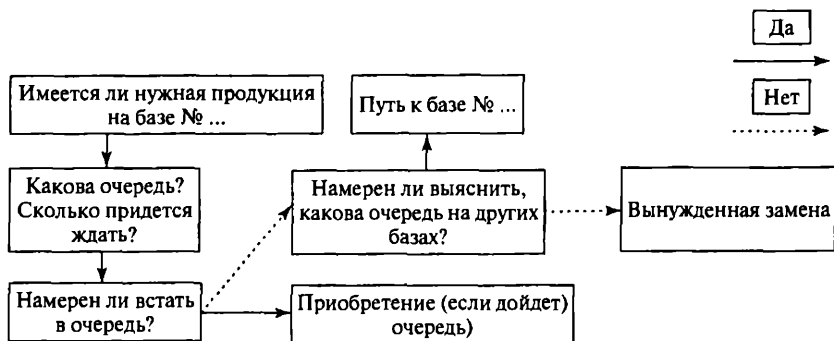 Да
Нет
Имеется ли нужная продукция
на базе № ...
Путь к базе № ...
Какова очередь?
Сколько придется
ждать?
Намерен ли выяснить,
какова очередь на других
базах?
Вынужденная замена
Намерен ли встать
в очередь?
Приобретение (если дойдет)
очередь)